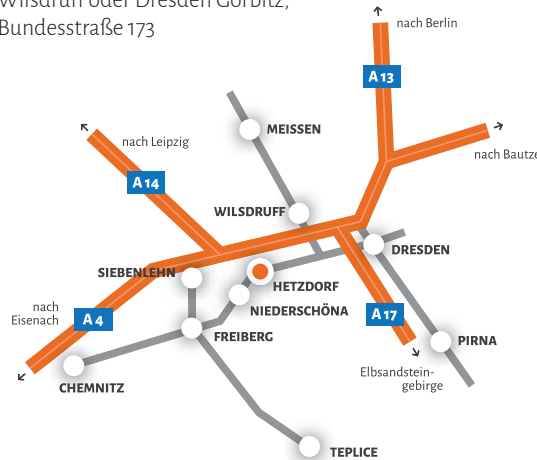 Wilsdruff oder Dresden Gorbitz,
Bundesstraße 173
nach Berlin
A 13
MEISSEN
nach Leipzig
nach Bautze
A 14
WILSDRUFF
DRESDEN
SIEBENLEHN
HETZDORF
NIEDERSCHÖNA
nach
Eisenach
A 4
A 17
FREIBERG
PIRNA
Elbsandstein-
gebirge
CHEMNITZ
TEPLICE